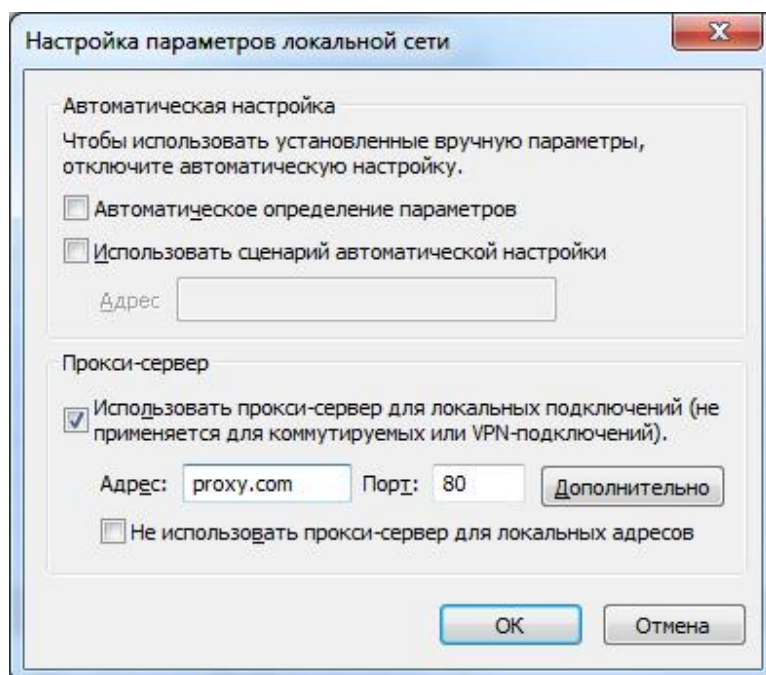 Настройка параметров локальной сети
Автоматическая настройка
Чтобы использовать установленные вручную параметры,
отключите автоматическую настройку.
Автоматическое определение параметров
Использовать сценарий автоматической настройки
Адрес
Прокси-сервер
Использовать прокси-сервер для локальных подключений (не
применяется для коммутируемых или VPN-подключений).
Адрес: proxy.com Порт: 80 Дополнительно
Не использовать прокси-сервер для локальных адресов
ОК Отмена